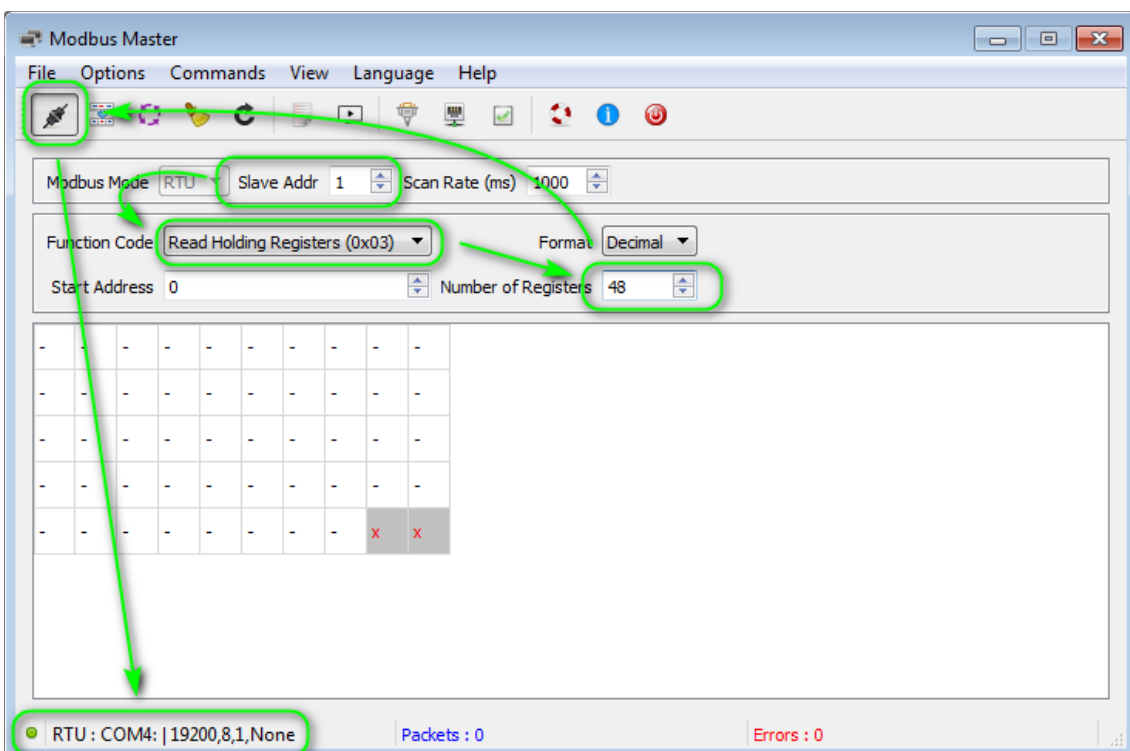 Modbus Master
File Options Commands View Language Help
Modbus Mode RTU Slave Addr 1 Scan Rate (ms) 1000
Function Code Read Holding Registers (0x03) Format Decimal
Start Address 0 Number of Registers 48
- - - - - - - - - -
- - - - - - - - - -
- - - - - - - - - -
- - - - - - - - - -
- - - - - - - - x x
RTU : COM4: | 19200,8,1,None Packets : 0 Errors : 0